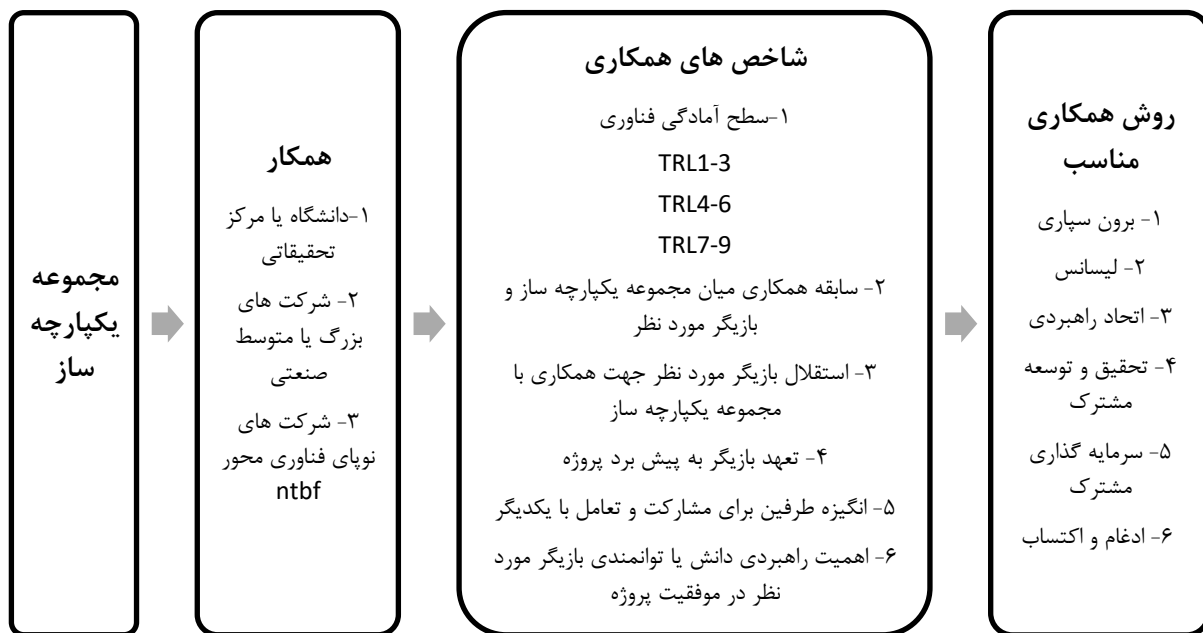 مجموعه
یکپارچه
ساز
همکار
۱-دانشگاه یا مرکز
تحقیقاتی
۲- شرکت های
بزرگ یا متوسط
صنعتی
۳- شرکت های
نوپای فناوری محور
ntbf
شاخص های همکاری
۱-سطح آمادگی فناوری
TRL1-3
TRL4-6
TRL7-9
۲- سابقه همکاری میان مجموعه یکپارچه ساز و
بازیگر مورد نظر
۳- استقلال بازیگر مورد نظر جهت همکاری با
مجموعه یکپارچه ساز
۴- تعهد بازیگر به پیش برد پروژه
۵- انگیزه طرفین برای مشارکت و تعامل با یکدیگر
۶- اهمیت راهبردی دانش یا توانمندی بازیگر مورد
نظر در موفقیت پروژه
روش همکاری
مناسب
۱- برون سپاری
۲- لیسانس
۳- اتحاد راهبردی
۴- تحقیق و توسعه
مشترک
۵- سرمایه گذاری
مشترک
۶- ادغام و اکتساب